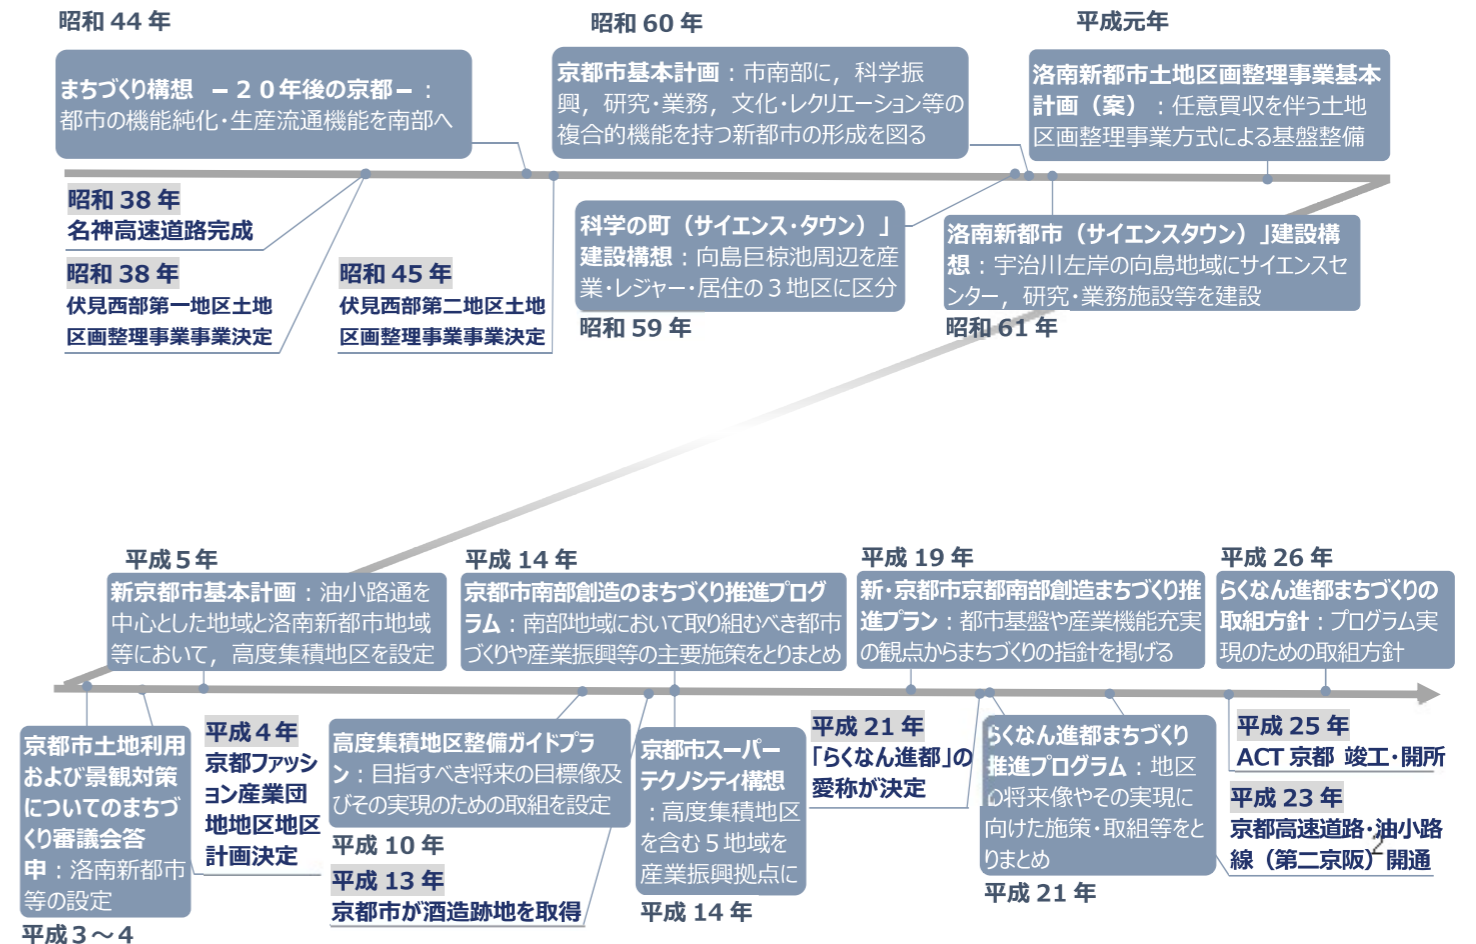 昭和 44 年
まちづくり構想 －２０年後の京都－：
都市の機能純化・生産流通機能を南部へ
昭和 60 年
京都市基本計画：市南部に，科学振
興，研究・業務，文化・レクリエーション等の
複合的機能を持つ新都市の形成を図る
平成元年
洛南新都市土地区画整理事業基本
計画（案）：任意買収を伴う土地
区画整理事業方式による基盤整備
昭和 38 年
名神高速道路完成
昭和 38 年
伏見西部第一地区土地
区画整理事業事業決定
昭和 45 年
伏見西部第二地区土地
区画整理事業事業決定
科学の町（サイエンス・タウン）」
建設構想：向島巨椋池周辺を産
業・レジャー・居住の３地区に区分
昭和 59 年
洛南新都市（サイエンスタウン）」建設構
想：宇治川左岸の向島地域にサイエンスセ
ンター，研究・業務施設等を建設
昭和 61 年
平成５年
新京都市基本計画：油小路通を
中心とした地域と洛南新都市地域
等において，高度集積地区を設定
平成 14 年
京都市南部創造のまちづくり推進プログ
ラム：南部地域において取り組むべき都市
づくりや産業振興等の主要施策をとりまとめ
平成 19 年
新・京都市京都南部創造まちづくり推
進プラン：都市基盤や産業機能充実
の観点からまちづくりの指針を掲げる
平成 26 年
らくなん進都まちづくりの
取組方針：プログラム実
現のための取組方針
京都市土地利用
および景観対策
についてのまちづ
くり審議会答
申：洛南新都市
等の設定
平成３～４
平成４年
京都ファッシ
ョン産業団
地地区地区
計画決定
高度集積地区整備ガイドプラ
ン：目指すべき将来の目標像及
びその実現のための取組を設定
平成 10 年
平成 13 年
京都市が酒造跡地を取得
京都市スーパー
テクノシティ構想
：高度集積地区
を含む５地域を
産業振興拠点に
平成 14 年
平成 21 年
「らくなん進都」の
愛称が決定
らくなん進都まちづくり
推進プログラム：地区
の将来像やその実現に
向けた施策・取組等をと
りまとめ
平成 21 年
平成 25 年
ACT 京都 竣工・開所
平成 23 年
京都高速道路・油小路
線（第二京阪）開通
2